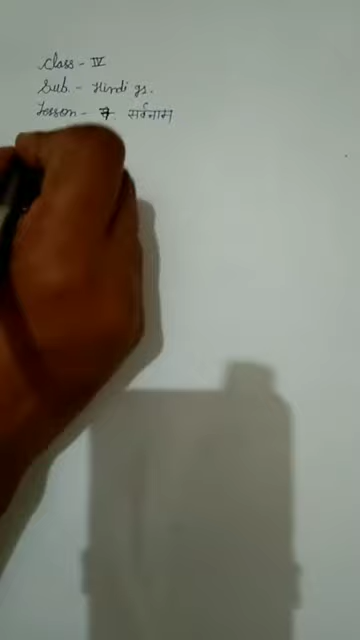 Class - IV
Sub. - Hindi gr.
Lesson - 7. सर्वनाम